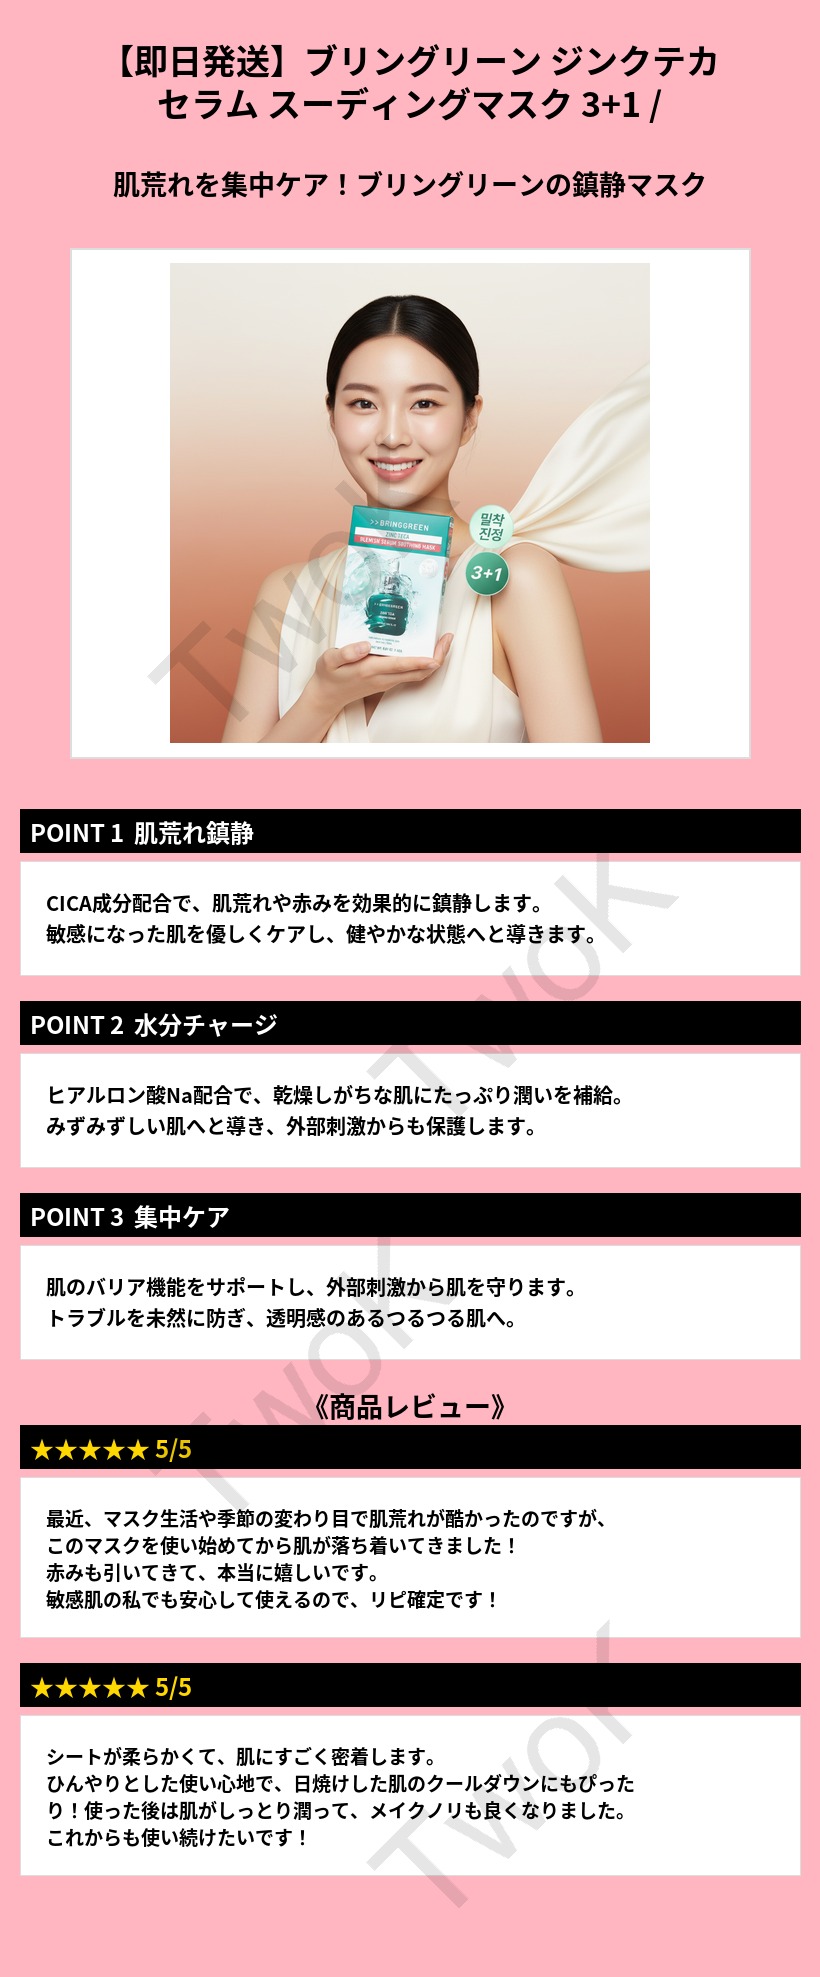 【即日発送】ブリングリーン ジンクテカ
セラム スーディングマスク 3+1 /
肌荒れを集中ケア！ブリングリーンの鎮静マスク
>>BRINGGREEN
ZINC TECA
BLEMISH SERUM SOOTHING MASK
밀착
진정
3+1
>>BRINGGREEN
TwoK
POINT 1 肌荒れ鎮静
CICA成分配合で、肌荒れや赤みを効果的に鎮静します。
敏感になった肌を優しくケアし、健やかな状態へと導きます。
TwoK
POINT 2 水分チャージ
ヒアルロン酸Na配合で、乾燥しがちな肌にたっぷり潤いを補給。
みずみずしい肌へと導き、外部刺激からも保護します。
POINT 3 集中ケア
肌のバリア機能をサポートし、外部刺激から肌を守ります。
トラブルを未然に防ぎ、透明感のあるつるつる肌へ。
TwoK
《商品レビュー》
★★★★★ 5/5
最近、マスク生活や季節の変わり目で肌荒れが酷かったのですが、
このマスクを使い始めてから肌が落ち着いてきました！
赤みも引いてきて、本当に嬉しいです。
敏感肌の私でも安心して使えるので、リピ確定です！
★★★★★ 5/5
シートが柔らかくて、肌にすごく密着します。
ひんやりとした使い心地で、日焼けした肌のクールダウンにもぴった
り！使った後は肌がしっとり潤って、メイクノリも良くなりました。
これからも使い続けたいです！
TwoK